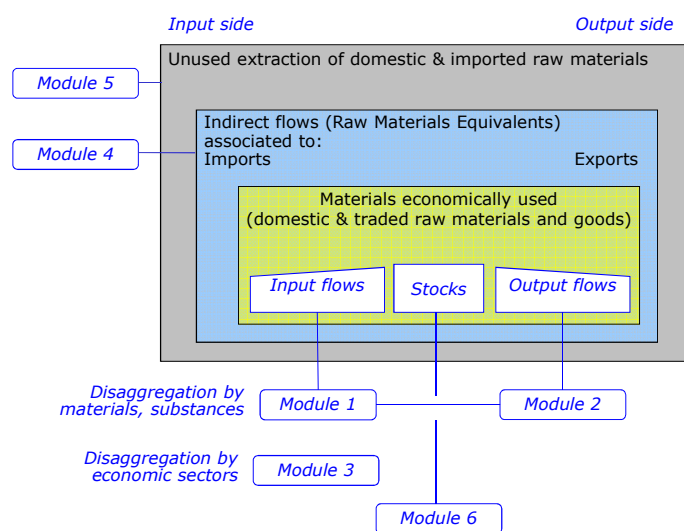 Input side
Output side
Unused extraction of domestic & imported raw materials
Module 5
Indirect flows (Raw Materials Equivalents)
associated to:
Imports
Exports
Module 4
Materials economically used
(domestic & traded raw materials and goods)
Input flows
Stocks
Output flows
Disaggregation by
materials, substances
Module 1
Module 2
Disaggregation by
economic sectors
Module 3
Module 6